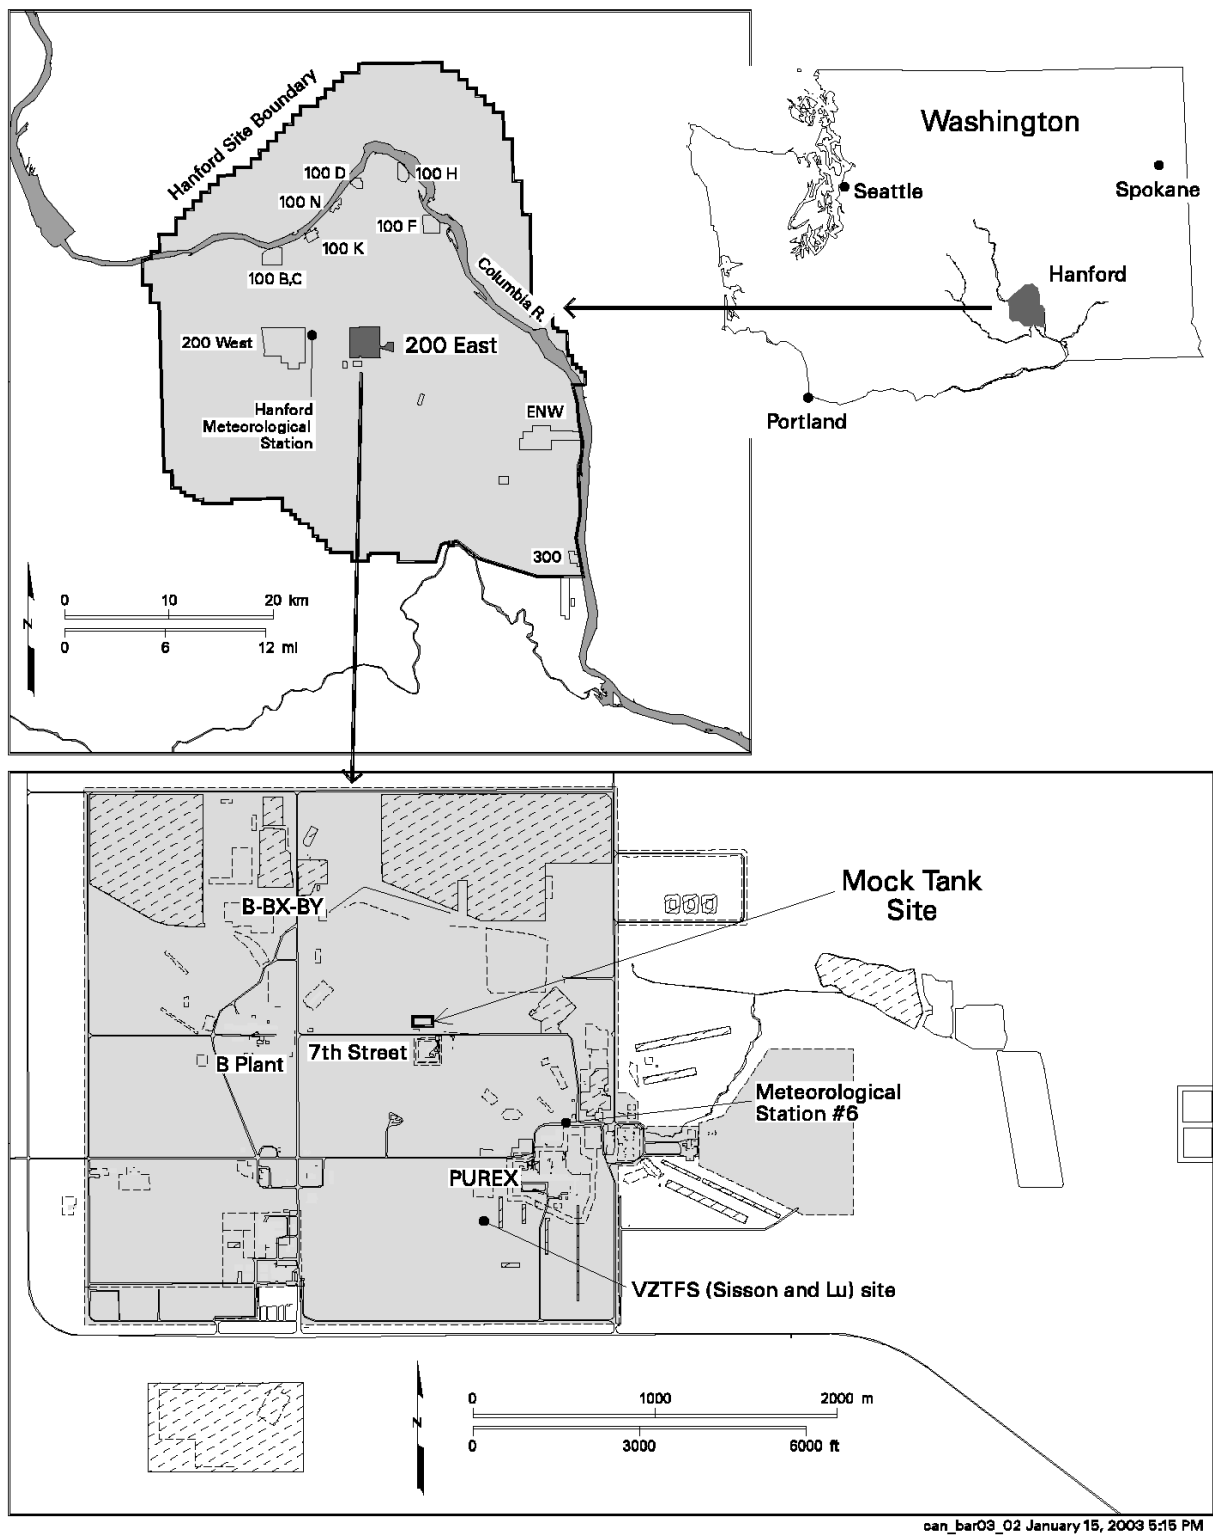 Hanford Site Boundary
100 D
100 H
100 N
100 F
100 K
100 B,C
Columbia R.
200 West
200 East
Hanford
Meteorological
Station
ENW
300
0 10 20 km
0 6 12 mi
N
Washington
Seattle
Spokane
Hanford
Portland
Mock Tank
Site
B-BX-BY
7th Street
B Plant
Meteorological
Station #6
PUREX
VZTFS (Sisson and Lu) site
N
0 1000 2000 m
0 3000 6000 ft
can_bar03_02 January 15, 2003 5:15 PM